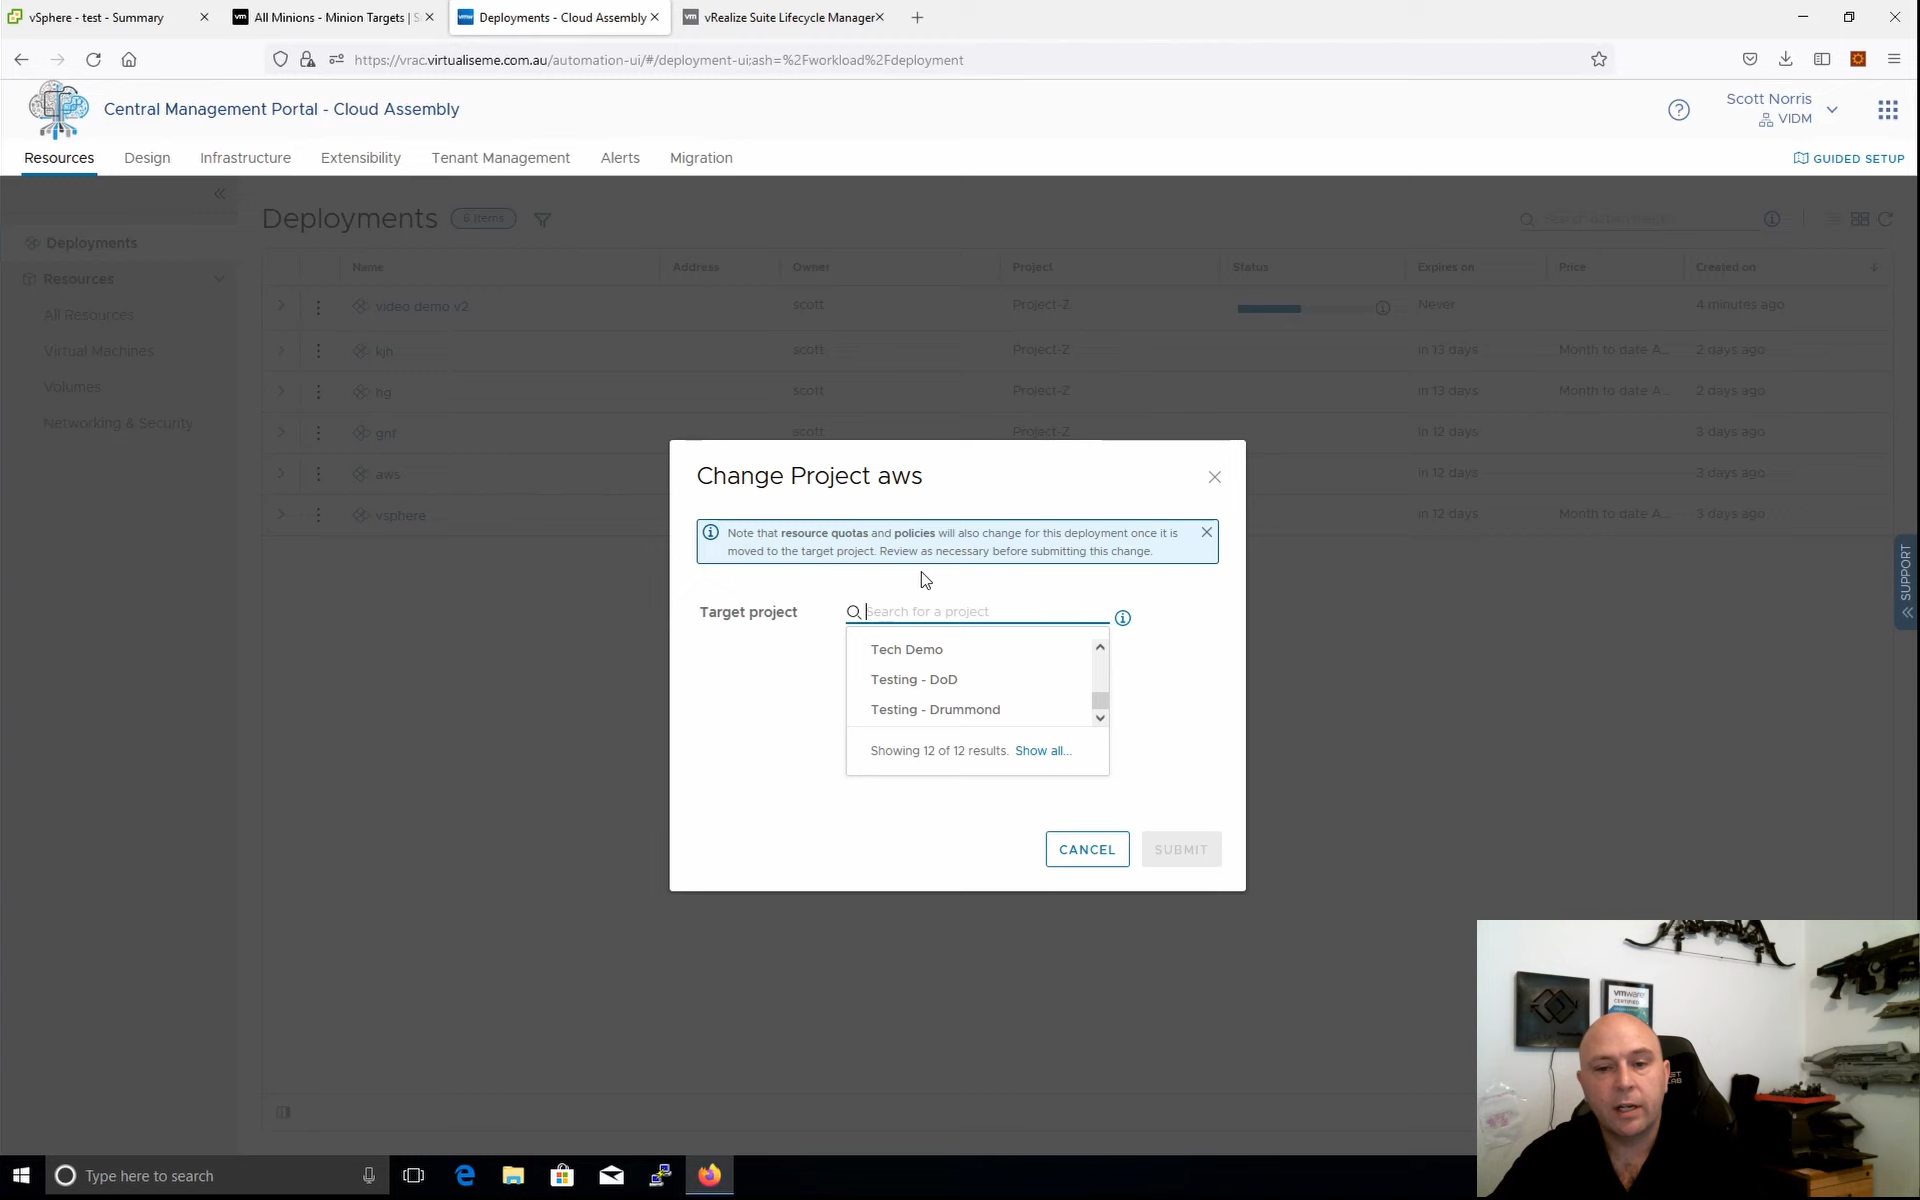 vSphere - test - Summary
All Minions - Minion Targets | S
Deployments - Cloud Assembly
vRealize Suite Lifecycle Manager
https://vrac.virtualiseme.com.au/automation-ui/#/deployment-ui;ash=%2Fworkload%2Fdeployment
Central Management Portal - Cloud Assembly
Scott Norris
VIDM
Resources Design Infrastructure Extensibility Tenant Management Alerts Migration
GUIDED SETUP
Deployments 6 items
Search deployments
Deployments
Resources
All Resources
Virtual Machines
Volumes
Networking & Security
Name Address Owner Project Status Expires on Price Created on
video demo v2 scott Project-Z Never 4 minutes ago
kjh scott Project-Z in 13 days Month to date A... 2 days ago
hg scott Project-Z in 13 days Month to date A... 2 days ago
gnf scott Project-Z in 12 days 3 days ago
aws in 12 days 3 days ago
vsphere in 12 days Month to date A... 3 days ago
Change Project aws
Note that resource quotas and policies will also change for this deployment once it is
moved to the target project. Review as necessary before submitting this change.
Target project
Search for a project
Tech Demo
Testing - DoD
Testing - Drummond
Showing 12 of 12 results. Show all...
CANCEL
SUBMIT
SUPPORT
vmware
CERTIFIED
Type here to search